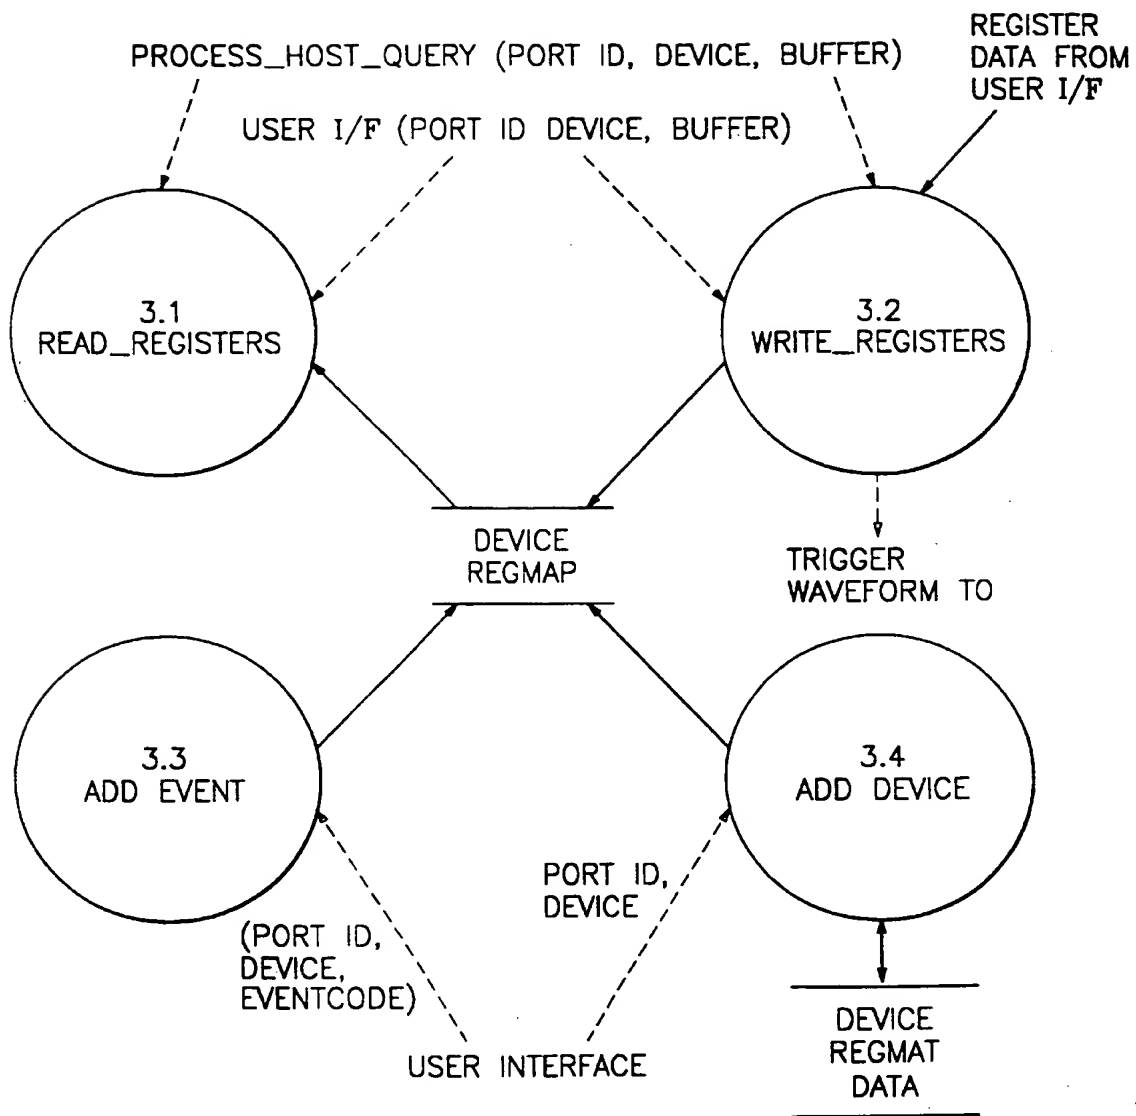 PROCESS_HOST_QUERY (PORT ID, DEVICE, BUFFER)
REGISTER
DATA FROM
USER I/F
USER I/F (PORT ID DEVICE, BUFFER)
3.1
READ_REGISTERS
3.2
WRITE_REGISTERS
DEVICE
REGMAP
TRIGGER
WAVEFORM TO
3.3
ADD EVENT
3.4
ADD DEVICE
PORT ID,
DEVICE
(PORT ID,
DEVICE,
EVENTCODE)
USER INTERFACE
DEVICE
REGMAT
DATA